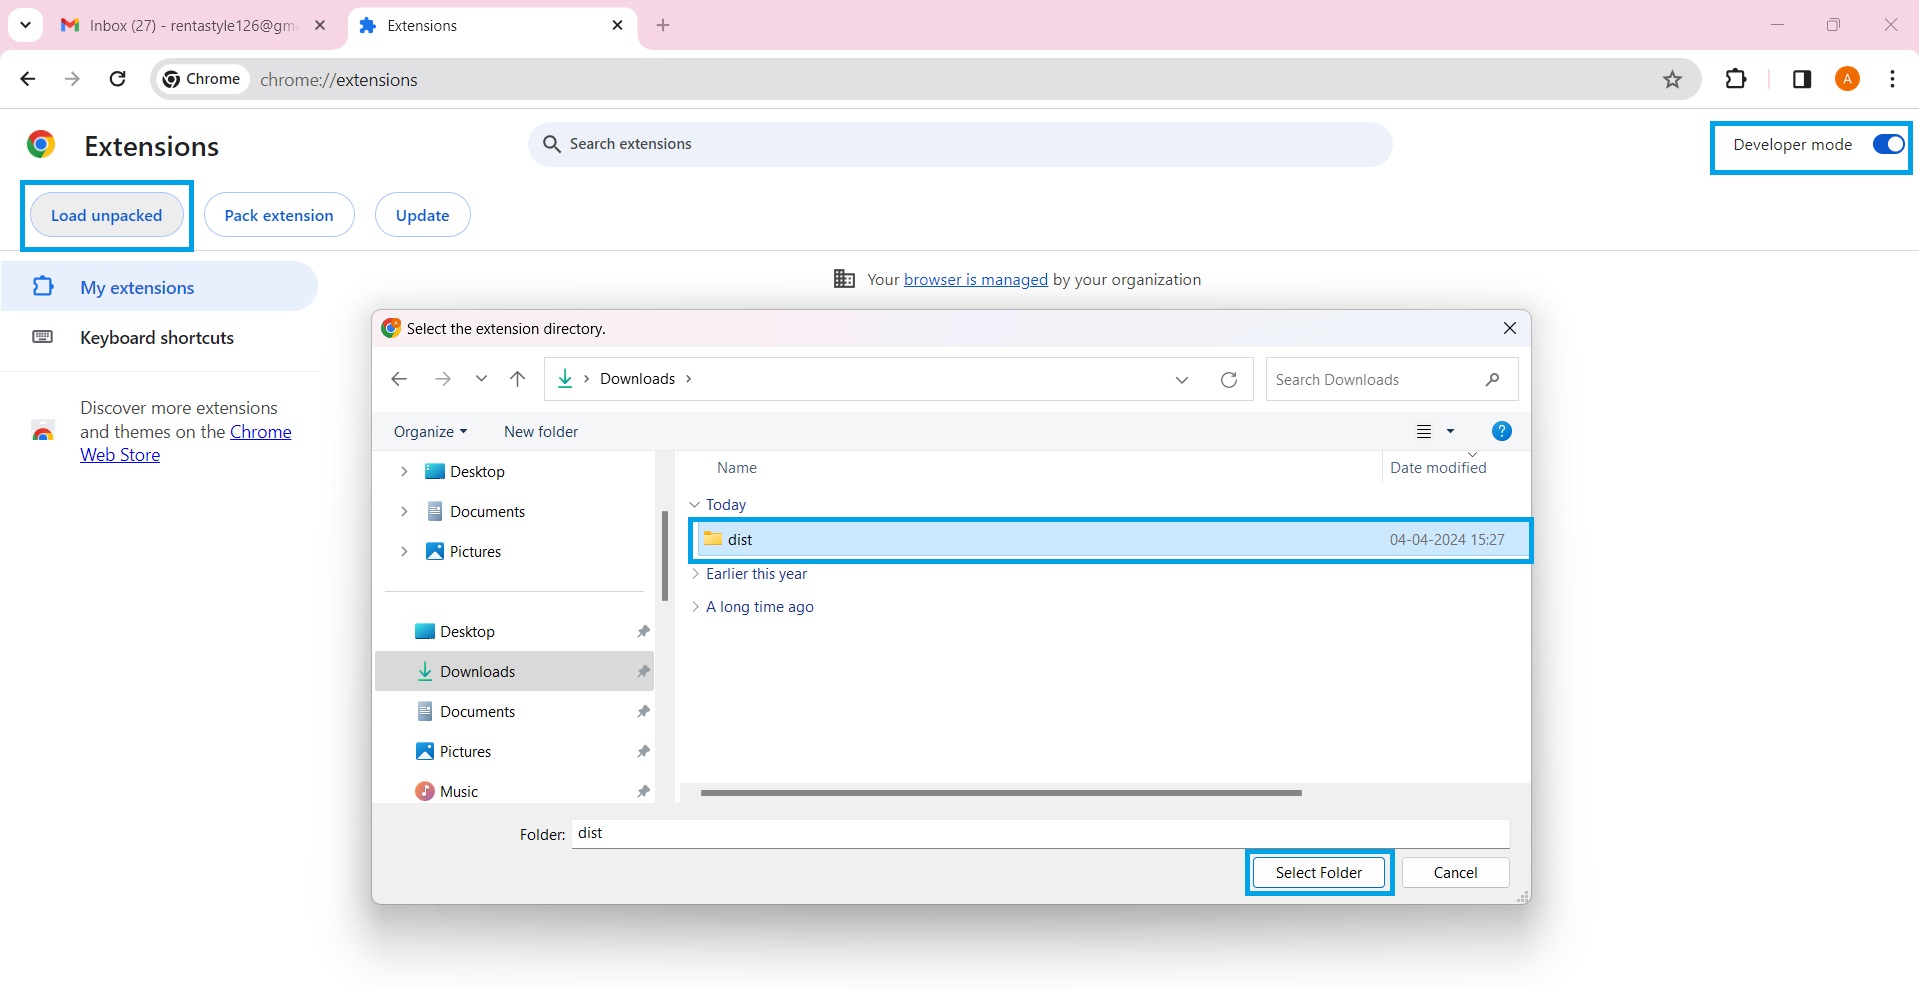 Inbox (27) - rentastyle126@gm
Extensions
Chrome
chrome://extensions
A
Extensions
Search extensions
Developer mode
Load unpacked
Pack extension
Update
My extensions
Your browser is managed by your organization
Keyboard shortcuts
Discover more extensions
and themes on the Chrome
Web Store
Select the extension directory.
Downloads
Search Downloads
Organize
New folder
?
Desktop
Documents
Pictures
Desktop
Downloads
Documents
Pictures
Music
Name
Date modified
Today
dist
04-04-2024 15:27
Earlier this year
A long time ago
Folder:
dist
Select Folder
Cancel